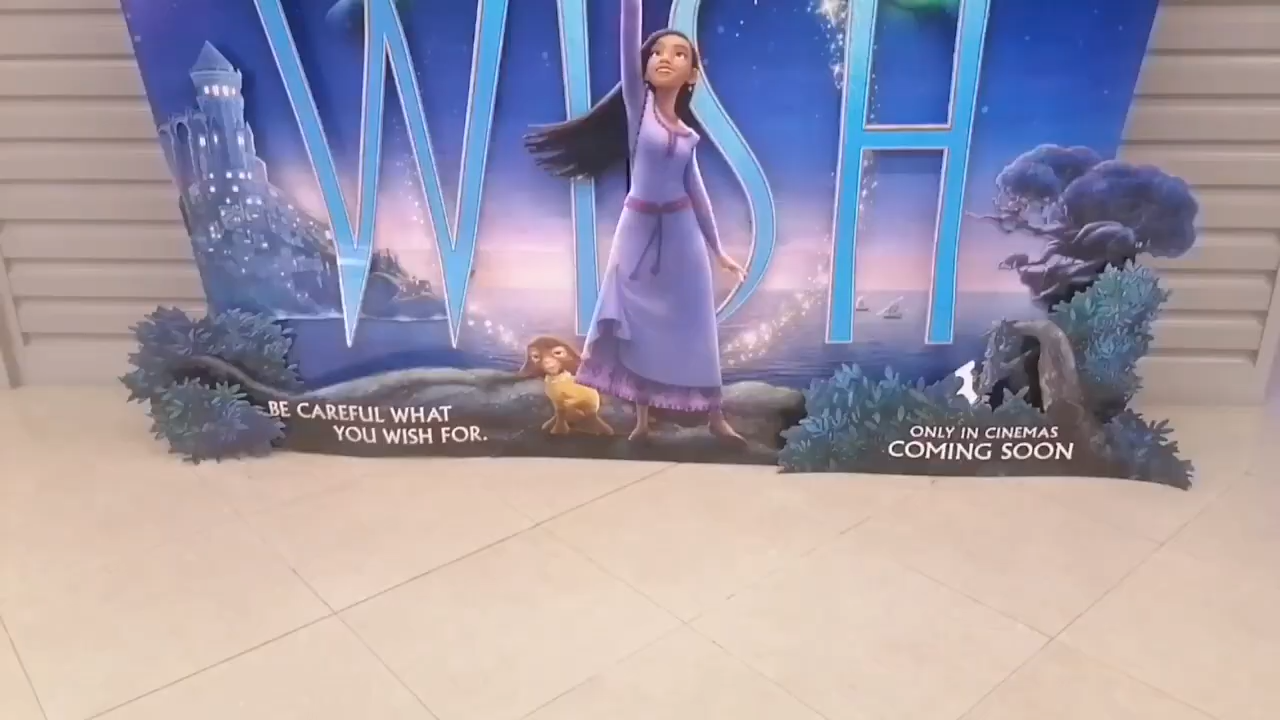 WISH
BE CAREFUL WHAT
YOU WISH FOR.
ONLY IN CINEMAS
COMING SOON